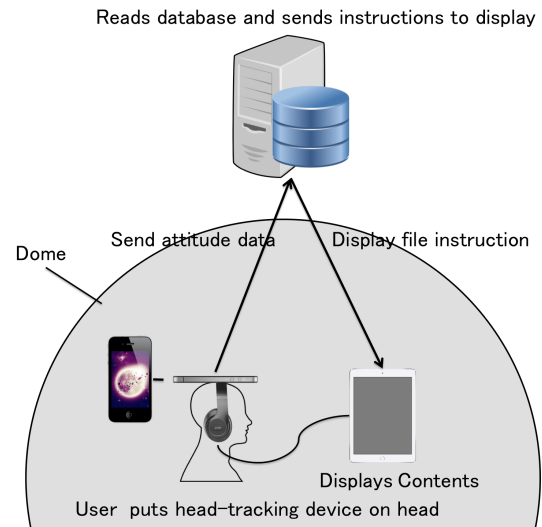 Reads database and sends instructions to display
Send attitude data
Display file instruction
Dome
Displays Contents
User puts head-tracking device on head